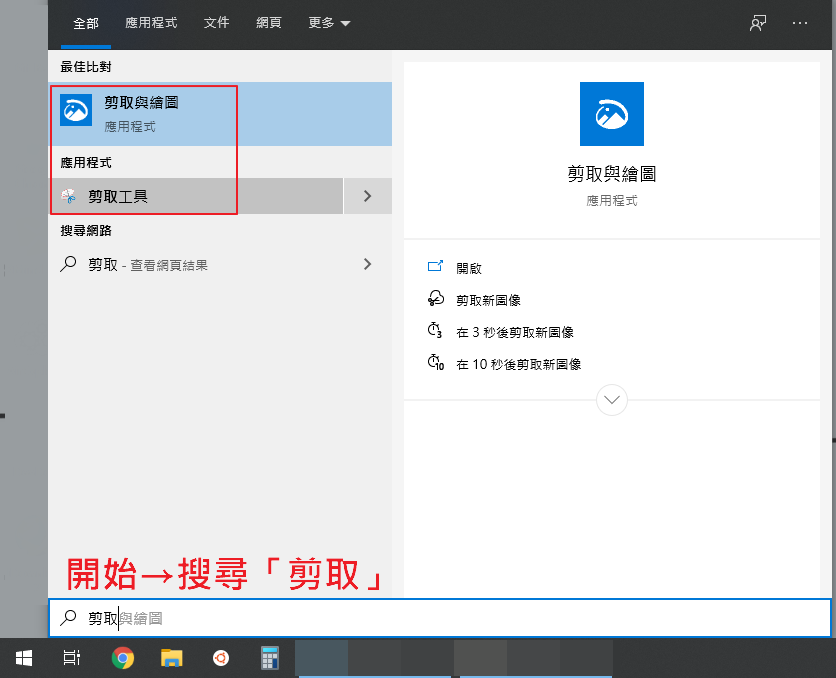 全部 應用程式 文件 網頁 更多
最佳比對
剪取與繪圖
應用程式
應用程式
剪取工具
搜尋網路
剪取 - 查看網頁結果
剪取與繪圖
應用程式
開啟
剪取新圖像
在 3 秒後剪取新圖像
在 10 秒後剪取新圖像
開始→搜尋「剪取」
剪取與繪圖